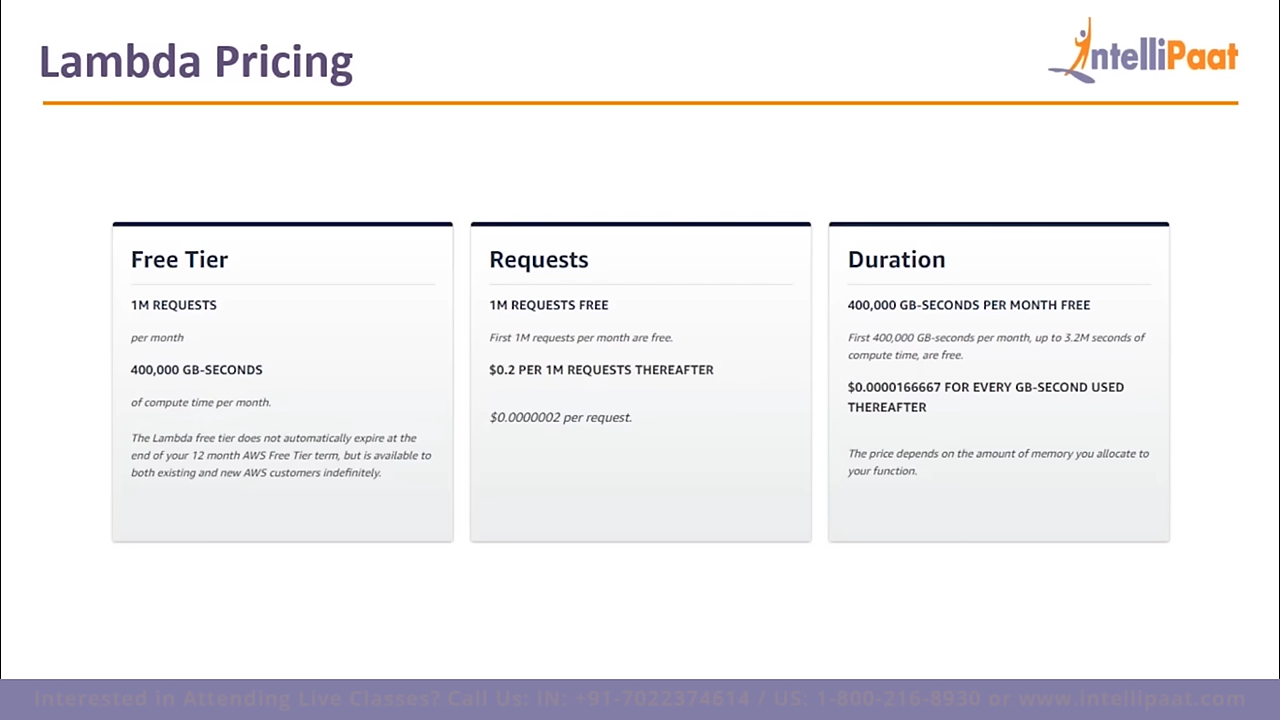 Lambda Pricing
IntelliPaat
Free Tier
1M REQUESTS
per month
400,000 GB-SECONDS
of compute time per month.
The Lambda free tier does not automatically expire at the
end of your 12 month AWS Free Tier term, but is available to
both existing and new AWS customers indefinitely.
Requests
1M REQUESTS FREE
First 1M requests per month are free.
$0.2 PER 1M REQUESTS THEREAFTER
$0.0000002 per request.
Duration
400,000 GB-SECONDS PER MONTH FREE
First 400,000 GB-seconds per month, up to 3.2M seconds of
compute time, are free.
$0.0000166667 FOR EVERY GB-SECOND USED
THEREAFTER
The price depends on the amount of memory you allocate to
your function.
Interested in Attending Live Classes? Call Us: IN: +91-7022374614 / US: 1-800-216-8930 or www.intellipaat.com